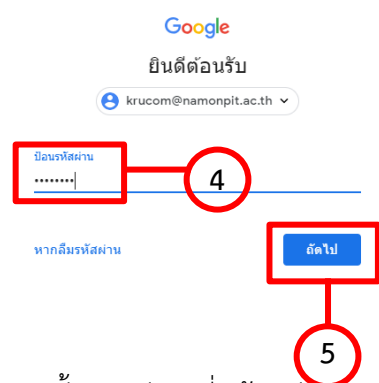 Google
ยินดีต้อนรับ
krucom@namonpit.ac.th
ป้อนรหัสผ่าน
........
4
หากลืมรหัสผ่าน
ถัดไป
5